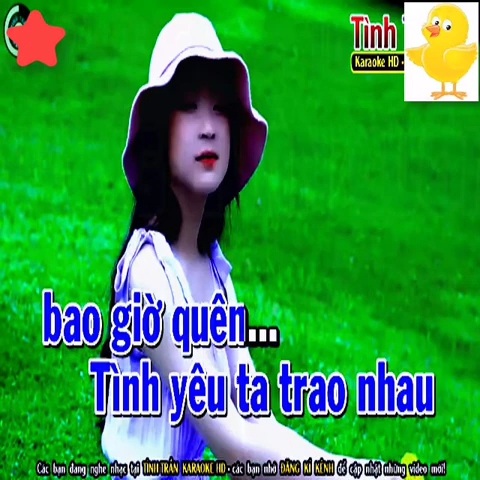 Tình
Karaoke HD -
bao giờ quên...
Tình yêu ta trao nhau
Các bạn đang nghe nhạc tại TÌNH TRẦN KARAOKE HD - các bạn nhớ ĐĂNG KÍ KÊNH để cập nhật những video mới!